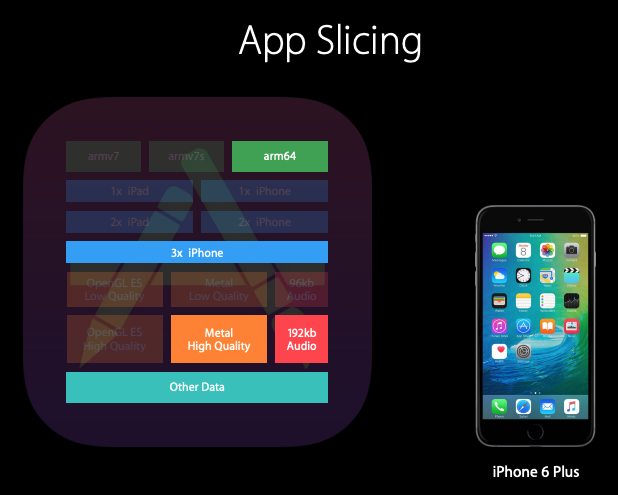 App Slicing
armv7 armv7s arm64
1x iPad 1x iPhone
2x iPad 2x iPhone
3x iPhone
OpenGL ES
Low Quality
Metal
Low Quality
96kb
Audio
OpenGL ES
High Quality
Metal
High Quality
192kb
Audio
Other Data
iPhone 6 Plus